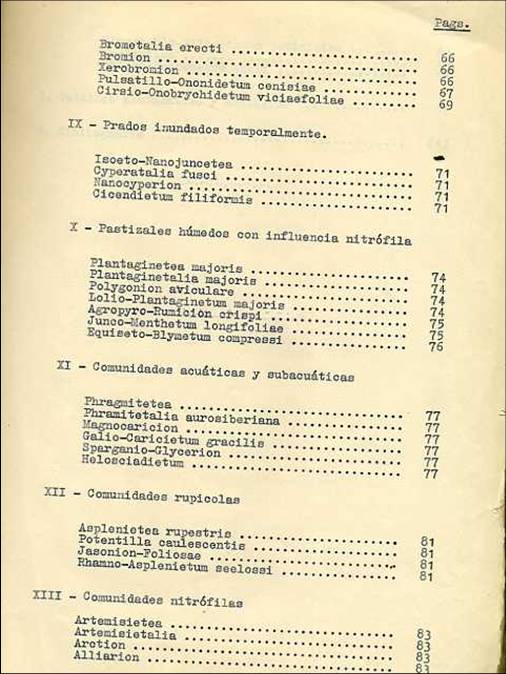 Pags.
Brometalia erecti ........................ 66
Bromion ........................ 66
Xerobromion ........................ 66
Pulsatillo-Ononidetum cenisiae ........................ 67
Cirsio-Onobrychidetum viciaefoliae ........................ 69
IX - Prados inundados temporalmente.
Isoeto-Nanojuncetea ........................ 71
Cyperatalia fusci ........................ 71
Nanocyperion ........................ 71
Cicendietum filiformis ........................ 71
X - Pastizales húmedos con influencia nitrófila
Plantaginetea majoris ........................ 74
Plantaginetalia majoris ........................ 74
Polygonion aviculare ........................ 74
Lolio-Plantaginetum majoris ........................ 74
Agropyro-Rumicion crispi ........................ 75
Junco-Menthetum longifoliae ........................ 75
Equiseto-Blymetum compressi ........................ 76
XI - Comunidades acuáticas y subacuáticas
Phragmitetea ........................ 77
Phramitetalia aurosiberiana ........................ 77
Magnocaricion ........................ 77
Galio-Caricietum gracilis ........................ 77
Sparganio-Glycerion ........................ 77
Helosciadietum ........................ 77
XII - Comunidades rupicolas
Asplenietea rupestris ........................ 81
Potentilla caulescentis ........................ 81
Jasonion-Foliosae ........................ 81
Rhamno-Asplenietum seelossi ........................ 81
XIII - Comunidades nitrófilas
Artemisietea ........................ 83
Artemisietalia ........................ 83
Arction ........................ 83
Alliarion ........................ 83